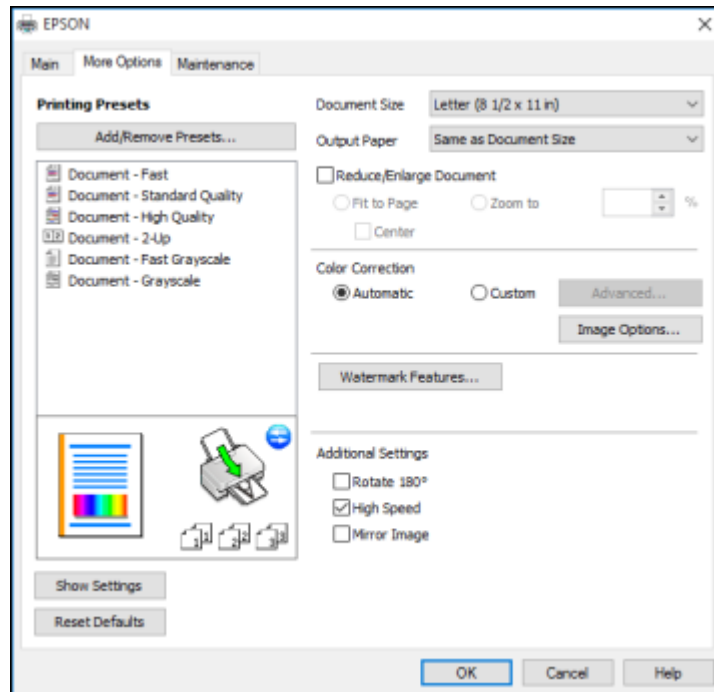 EPSON
Main More Options Maintenance
Printing Presets
Add/Remove Presets...
Document - Fast
Document - Standard Quality
Document - High Quality
Document - 2-Up
Document - Fast Grayscale
Document - Grayscale
Show Settings
Reset Defaults
Document Size Letter (8 1/2 x 11 in)
Output Paper Same as Document Size
Reduce/Enlarge Document
Fit to Page Zoom to %
Center
Color Correction
Automatic Custom Advanced...
Image Options...
Watermark Features...
Additional Settings
Rotate 180°
High Speed
Mirror Image
OK Cancel Help